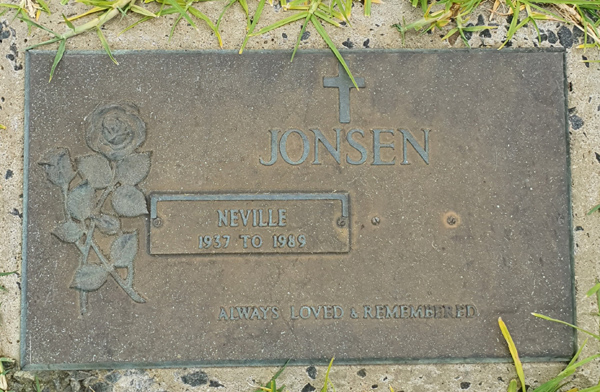 JONSEN
NEVILLE
1937 TO 1989
ALWAYS LOVED & REMEMBERED